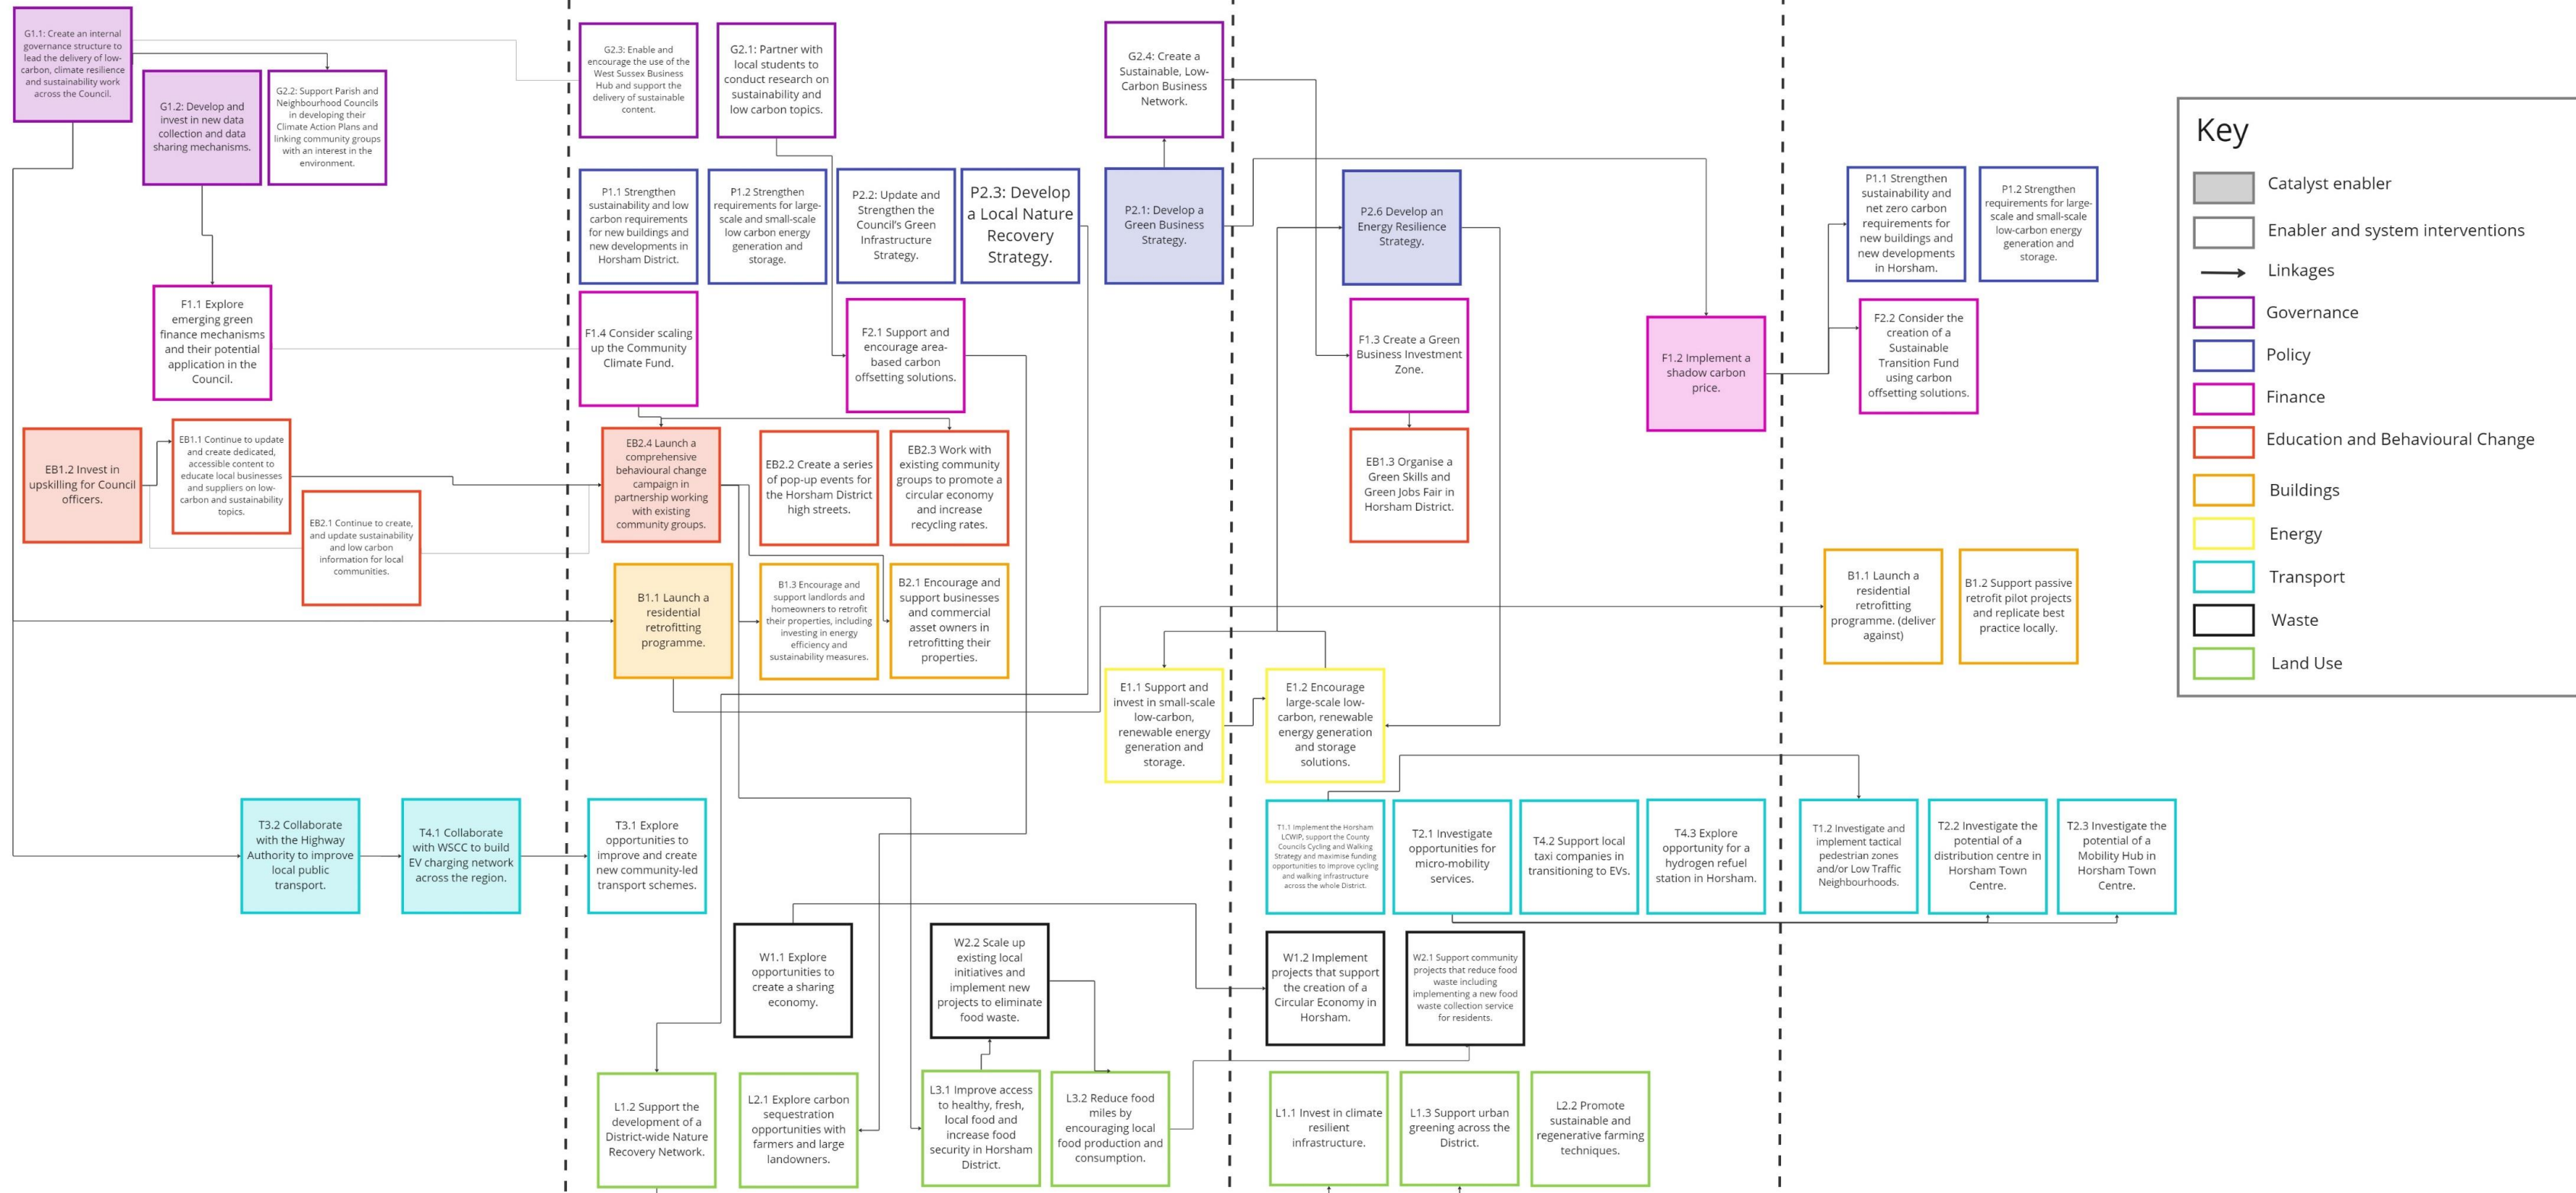 G1.1: Create an internal
governance structure to
lead the delivery of low-
carbon, climate resilience
and sustainability work
across the Council.
G1.2: Develop and
invest in new data
collection and data
sharing mechanisms.
G2.2: Support Parish and
Neighbourhood Councils
in developing their
Climate Action Plans and
linking community groups
with an interest in the
environment.
G2.3: Enable and
encourage the use of the
West Sussex Business
Hub and support the
delivery of sustainable
content.
G2.1: Partner with
local students to
conduct research on
sustainability and
low carbon topics.
G2.4: Create a
Sustainable, Low-
Carbon Business
Network.
P1.1 Strengthen
sustainability and low
carbon requirements
for new buildings and
new developments in
Horsham District.
P1.2 Strengthen
requirements for large-
scale and small-scale
low carbon energy
generation and
storage.
P2.2: Update and
Strengthen the
Council's Green
Infrastructure
Strategy.
P2.3: Develop
a Local Nature
Recovery
Strategy.
P2.1: Develop a
Green Business
Strategy.
P2.6 Develop an
Energy Resilience
Strategy.
P1.1 Strengthen
sustainability and
net zero carbon
requirements for
new buildings and
new developments
in Horsham.
P1.2 Strengthen
requirements for large-
scale and small-scale
low-carbon energy
generation and
storage.
F1.1 Explore
emerging green
finance mechanisms
and their potential
application in the
Council.
F1.4 Consider scaling
up the Community
Climate Fund.
F2.1 Support and
encourage area-
based carbon
offsetting solutions.
F1.3 Create a Green
Business Investment
Zone.
F1.2 Implement a
shadow carbon
price.
F2.2 Consider the
creation of a
Sustainable
Transition Fund
using carbon
offsetting solutions.
EB1.2 Invest in
upskilling for Council
officers.
EB1.1 Continue to update
and create dedicated,
accessible content to
educate local businesses
and suppliers on low-
carbon and sustainability
topics.
EB2.1 Continue to create,
and update sustainability
and low carbon
information for local
communities.
EB2.4 Launch a
comprehensive
behavioural change
campaign in
partnership working
with existing
community groups.
EB2.2 Create a series
of pop-up events for
the Horsham District
high streets.
EB2.3 Work with
existing community
groups to promote a
circular economy
and increase
recycling rates.
EB1.3 Organise a
Green Skills and
Green Jobs Fair in
Horsham District.
B1.1 Launch a
residential
retrofitting
programme.
B1.3 Encourage and
support landlords and
homeowners to retrofit
their properties, including
investing in energy
efficiency and
sustainability measures.
B2.1 Encourage and
support businesses
and commercial
asset owners in
retrofitting their
properties.
B1.1 Launch a
residential
retrofitting
programme. (deliver
against)
B1.2 Support passive
retrofit pilot projects
and replicate best
practice locally.
E1.1 Support and
invest in small-scale
low-carbon,
renewable energy
generation and
storage.
E1.2 Encourage
large-scale low-
carbon, renewable
energy generation
and storage
solutions.
T3.2 Collaborate
with the Highway
Authority to improve
local public
transport.
T4.1 Collaborate
with WSCC to build
EV charging network
across the region.
T3.1 Explore
opportunities to
improve and create
new community-led
transport schemes.
T1.1 Implement the Horsham
LCWIP, support the County
Councils Cycling and Walking
Strategy and maximise funding
opportunities to improve cycling
and walking infrastructure
across the whole District.
T2.1 Investigate
opportunities for
micro-mobility
services.
T4.2 Support local
taxi companies in
transitioning to EVs.
T4.3 Explore
opportunity for a
hydrogen refuel
station in Horsham.
T1.2 Investigate and
implement tactical
pedestrian zones
and/or Low Traffic
Neighbourhoods.
T2.2 Investigate the
potential of a
distribution centre in
Horsham Town
Centre.
T2.3 Investigate the
potential of a
Mobility Hub in
Horsham Town
Centre.
W1.1 Explore
opportunities to
create a sharing
economy.
W2.2 Scale up
existing local
initiatives and
implement new
projects to eliminate
food waste.
W1.2 Implement
projects that support
the creation of a
Circular Economy in
Horsham.
W2.1 Support community
projects that reduce food
waste including
implementing a new food
waste collection service
for residents.
L1.2 Support the
development of a
District-wide Nature
Recovery Network.
L2.1 Explore carbon
sequestration
opportunities with
farmers and large
landowners.
L3.1 Improve access
to healthy, fresh,
local food and
increase food
security in Horsham
District.
L3.2 Reduce food
miles by
encouraging local
food production and
consumption.
L1.1 Invest in climate
resilient
infrastructure.
L1.3 Support urban
greening across the
District.
L2.2 Promote
sustainable and
regenerative farming
techniques.
Key
Catalyst enabler
Enabler and system interventions
Linkages
Governance
Policy
Finance
Education and Behavioural Change
Buildings
Energy
Transport
Waste
Land Use